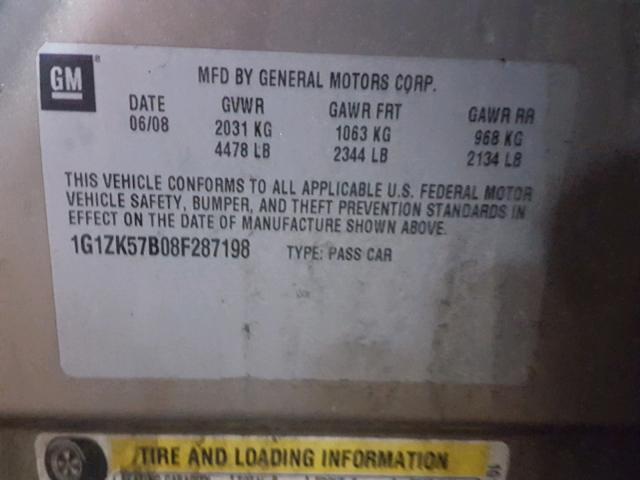 GM®
MFD BY GENERAL MOTORS CORP.
DATE GVWR GAWR FRT GAWR RR
06/08 2031 KG 1063 KG 968 KG
4478 LB 2344 LB 2134 LB
THIS VEHICLE CONFORMS TO ALL APPLICABLE U.S. FEDERAL MOTOR
VEHICLE SAFETY, BUMPER, AND THEFT PREVENTION STANDARDS IN
EFFECT ON THE DATE OF MANUFACTURE SHOWN ABOVE.
1G1ZK57B08F287198 TYPE: PASS CAR
TIRE AND LOADING INFORMATION